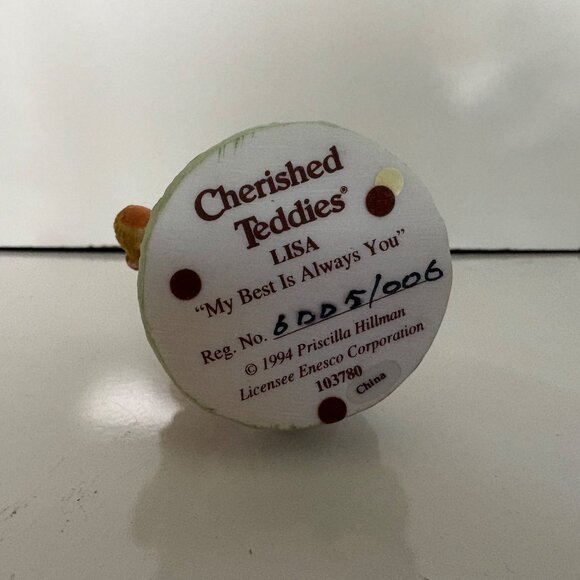 Cherished
Teddies®
LISA
“My Best Is Always You”
Reg. No. 6DD5/006
© 1994 Priscilla Hillman
Licensee Enesco Corporation
103780
China